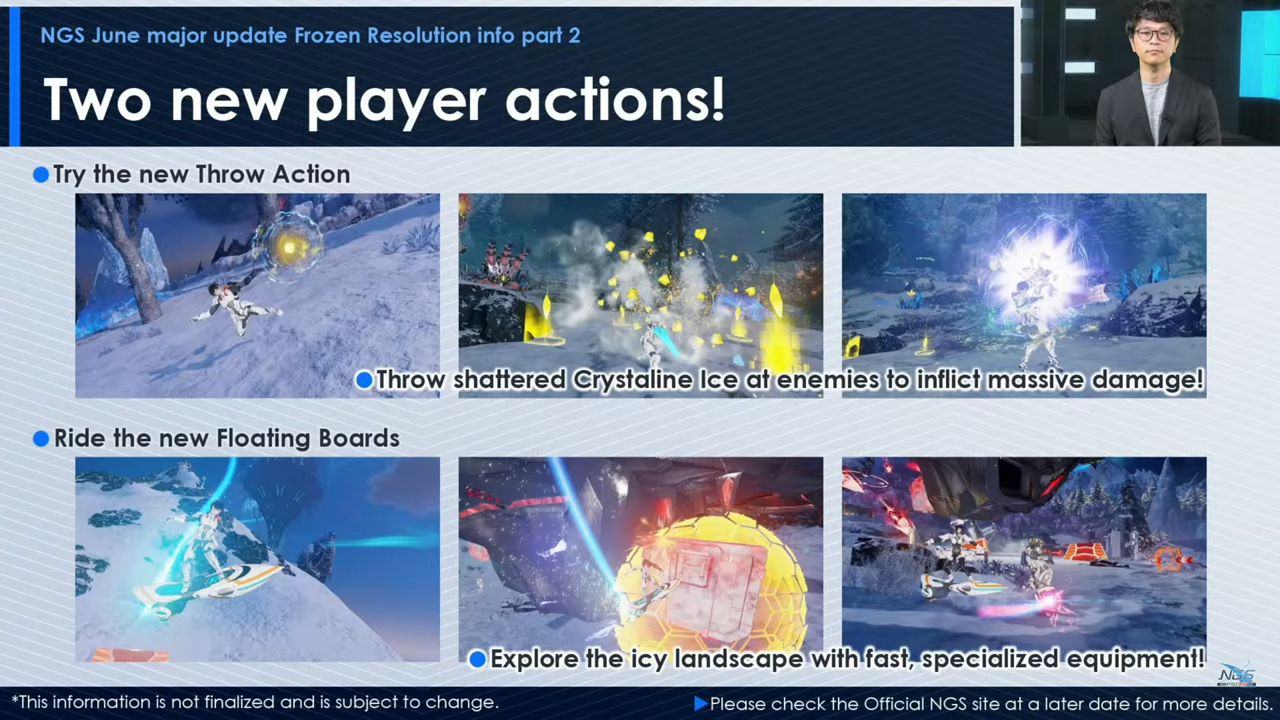 NGS June major update Frozen Resolution info part 2
Two new player actions!
Try the new Throw Action
Throw shattered Crystaline Ice at enemies to inflict massive damage!
Ride the new Floating Boards
Explore the icy landscape with fast, specialized equipment!
NGS
*This information is not finalized and is subject to change.
Please check the Official NGS site at a later date for more details.